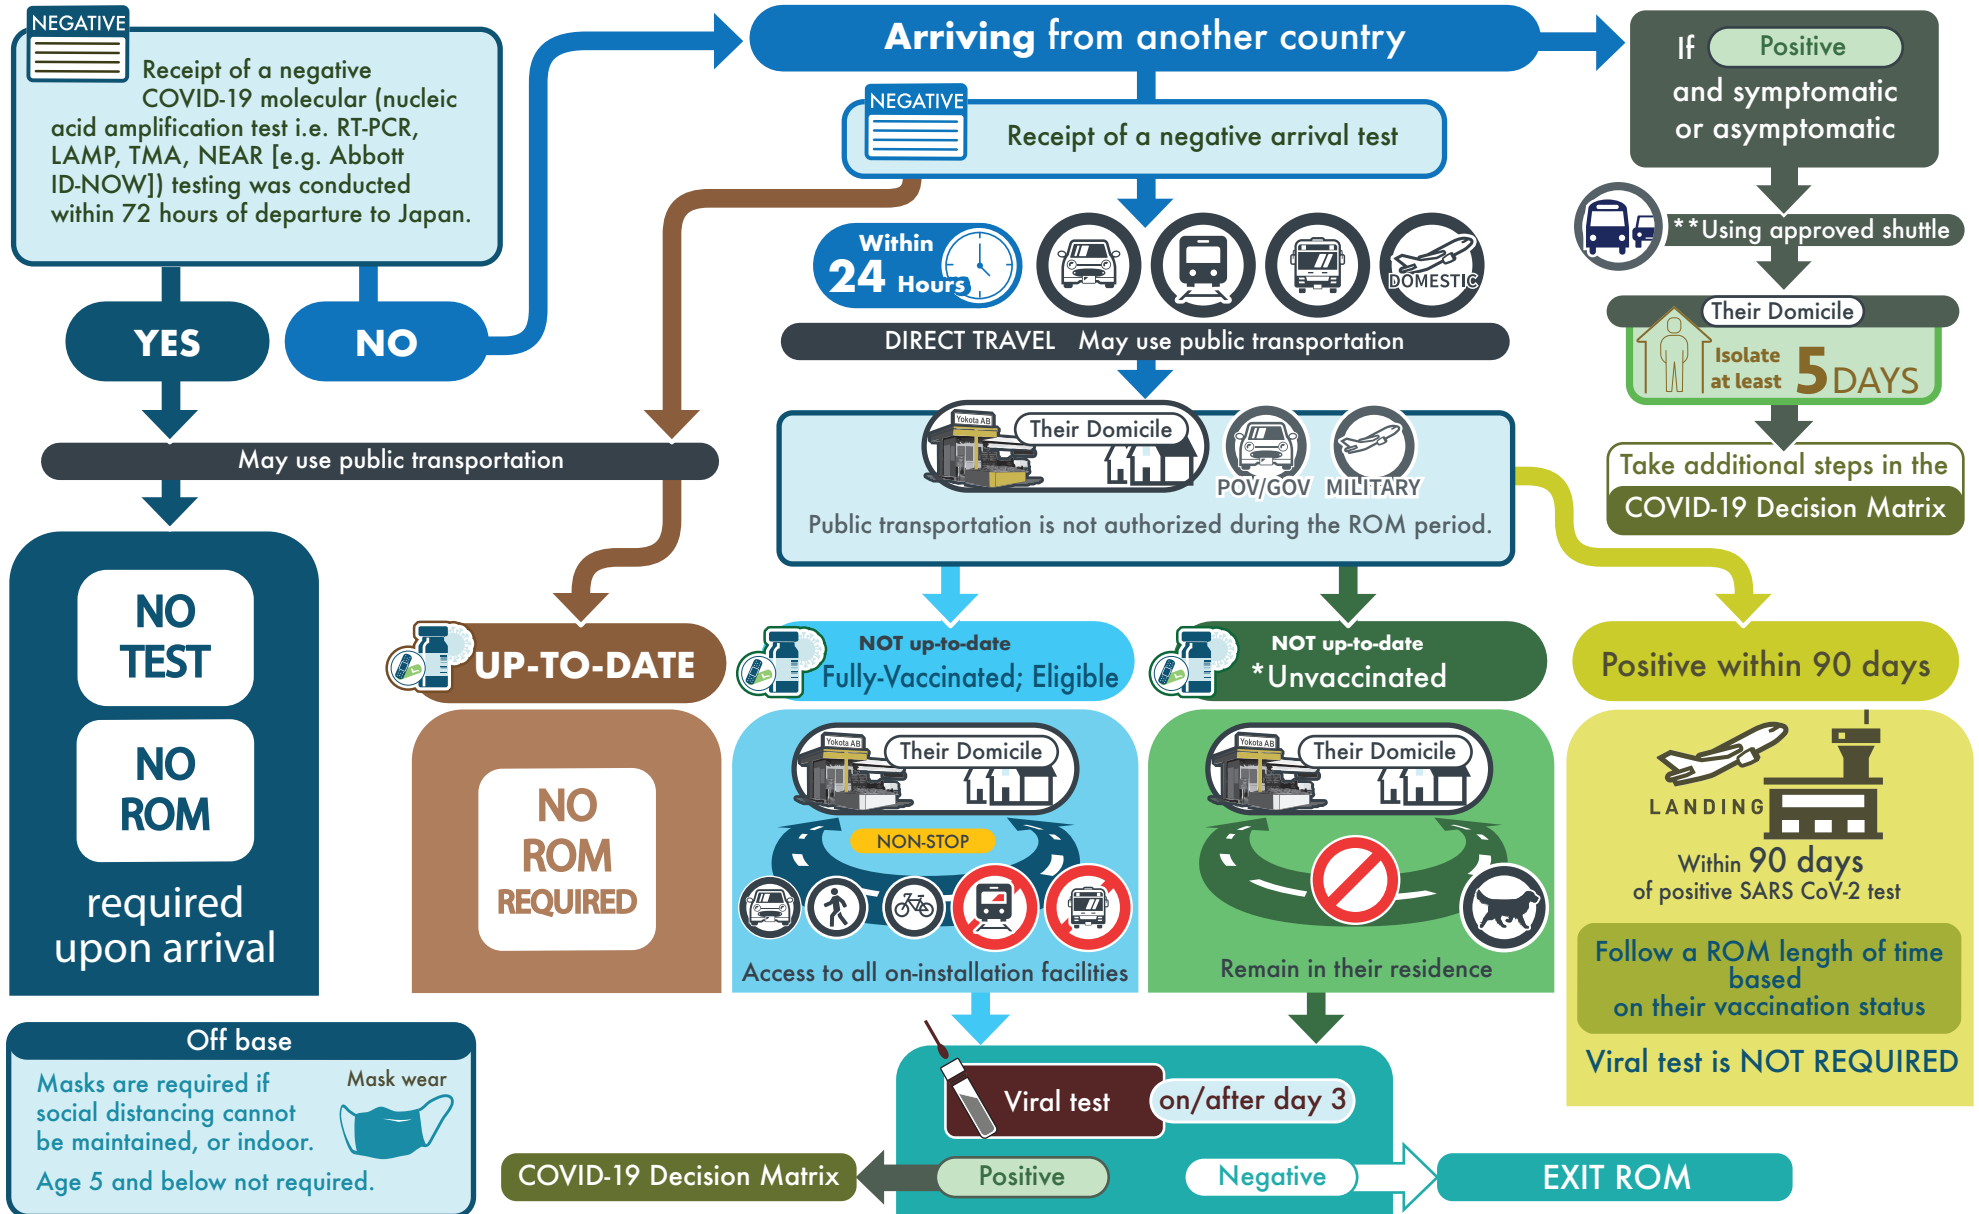 NEGATIVE
Receipt of a negative
COVID-19 molecular (nucleic
acid amplification test i.e. RT-PCR,
LAMP, TMA, NEAR [e.g. Abbott
ID-NOW]) testing was conducted
within 72 hours of departure to Japan.
YES
NO
May use public transportation
NO
TEST
NO
ROM
required
upon arrival
Arriving from another country
NEGATIVE
Receipt of a negative arrival test
Within
24 Hours
DOMESTIC
DIRECT TRAVEL May use public transportation
Yokota AB
Their Domicile
POV/GOV
MILITARY
Public transportation is not authorized during the ROM period.
If Positive
and symptomatic
or asymptomatic
**Using approved shuttle
Their Domicile
Isolate
at least 5 DAYS
Take additional steps in the
COVID-19 Decision Matrix
UP-TO-DATE
NO
ROM
REQUIRED
NOT up-to-date
Fully-Vaccinated; Eligible
Yokota AB
Their Domicile
NON-STOP
Access to all on-installation facilities
NOT up-to-date
*Unvaccinated
Yokota AB
Their Domicile
Remain in their residence
Positive within 90 days
LANDING
Within 90 days
of positive SARS CoV-2 test
Follow a ROM length of time
based
on their vaccination status
Viral test is NOT REQUIRED
Off base
Masks are required if
social distancing cannot
be maintained, or indoor.
Age 5 and below not required.
Mask wear
Viral test on/after day 3
COVID-19 Decision Matrix
Positive
Negative
EXIT ROM